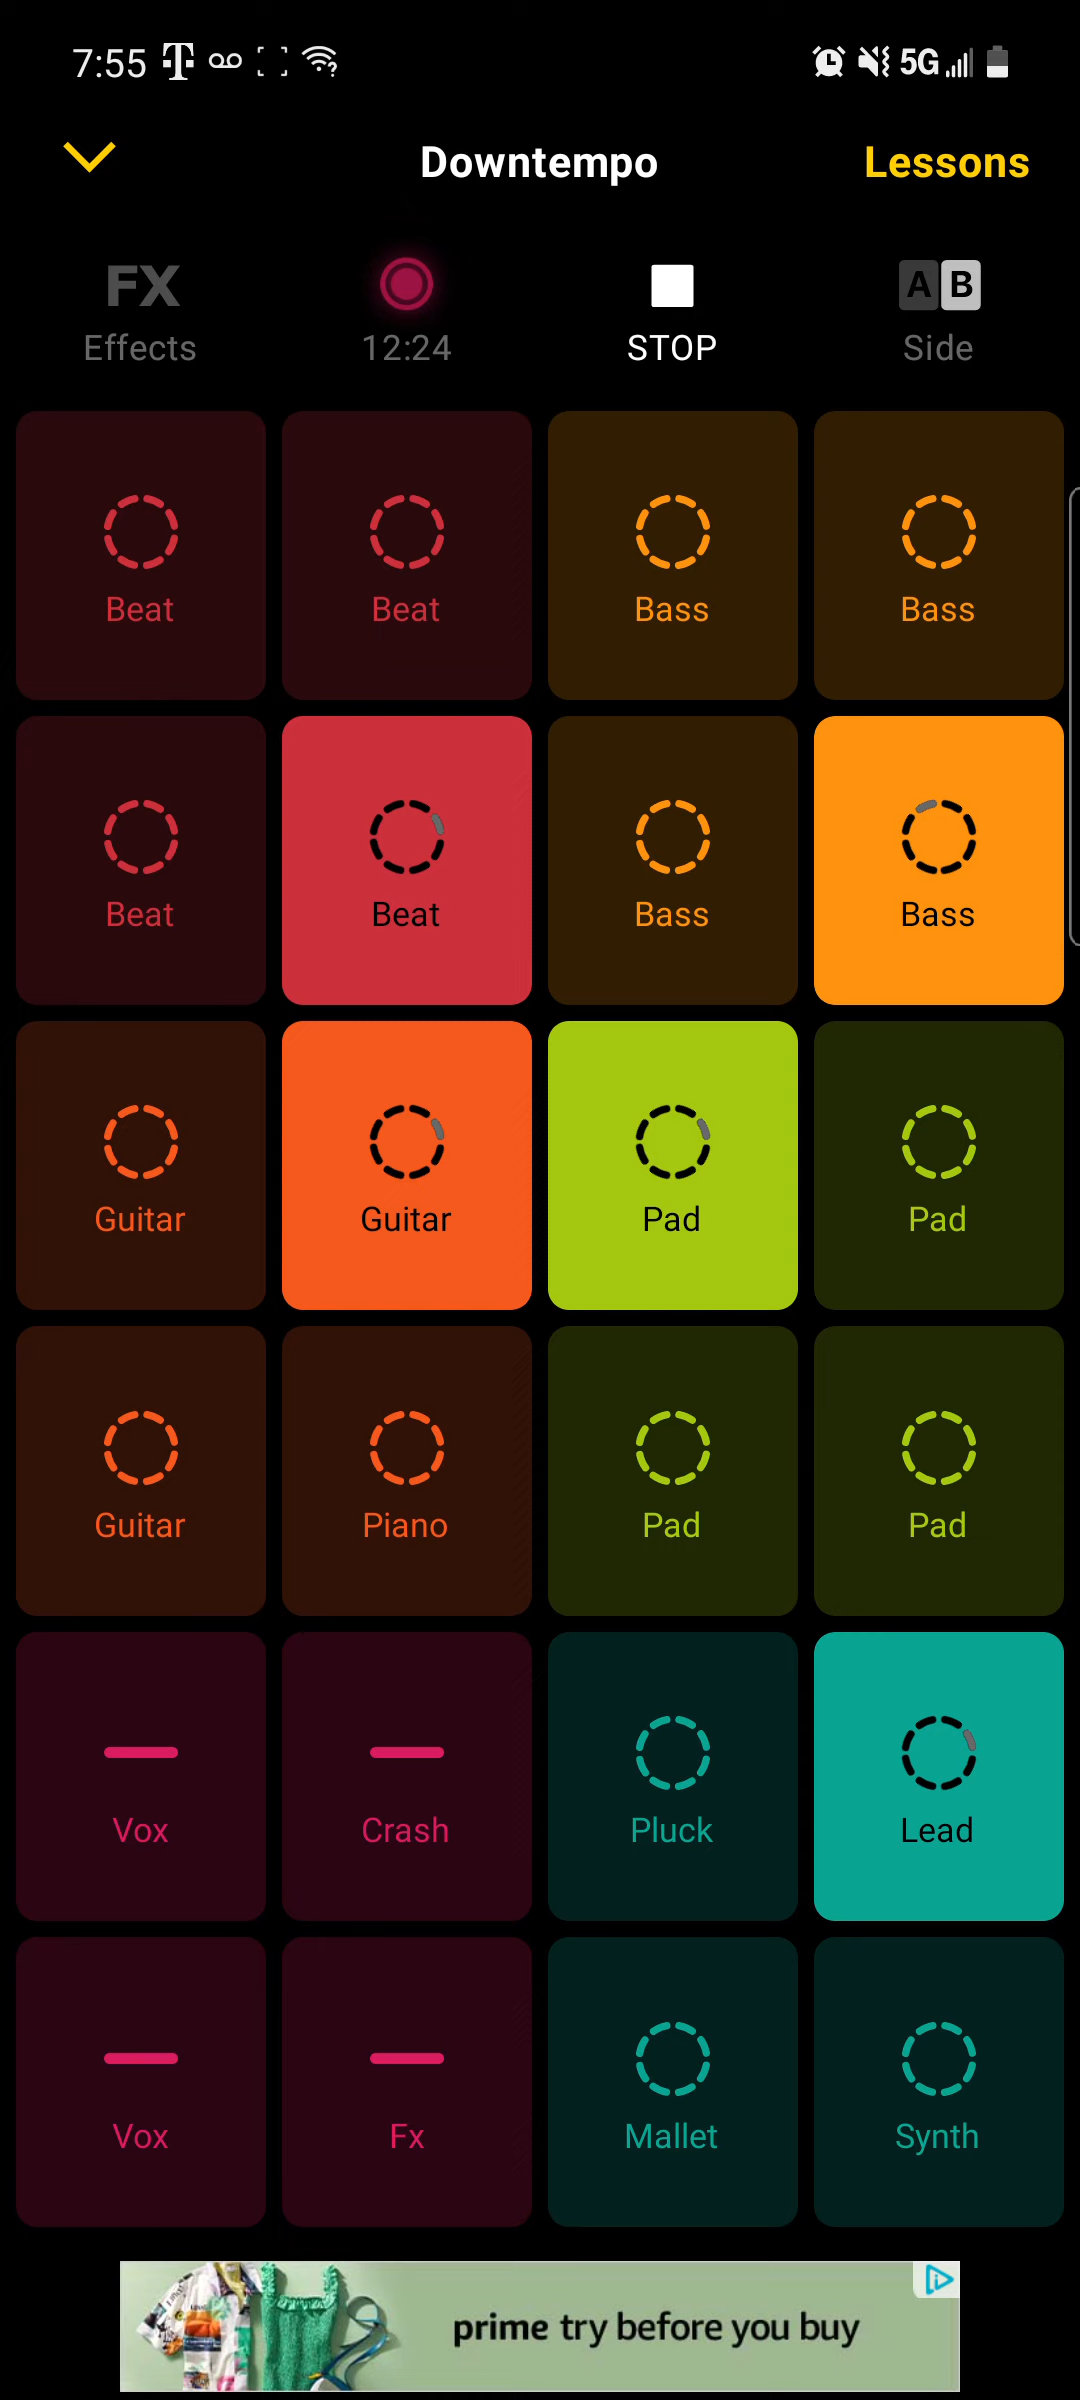 7:55
5G
Downtempo
Lessons
FX
A B
Effects
12:24
STOP
Side
Beat
Beat
Bass
Bass
Beat
Beat
Bass
Bass
Guitar
Guitar
Pad
Pad
Guitar
Piano
Pad
Pad
Vox
Crash
Pluck
Lead
Vox
Fx
Mallet
Synth
prime try before you buy